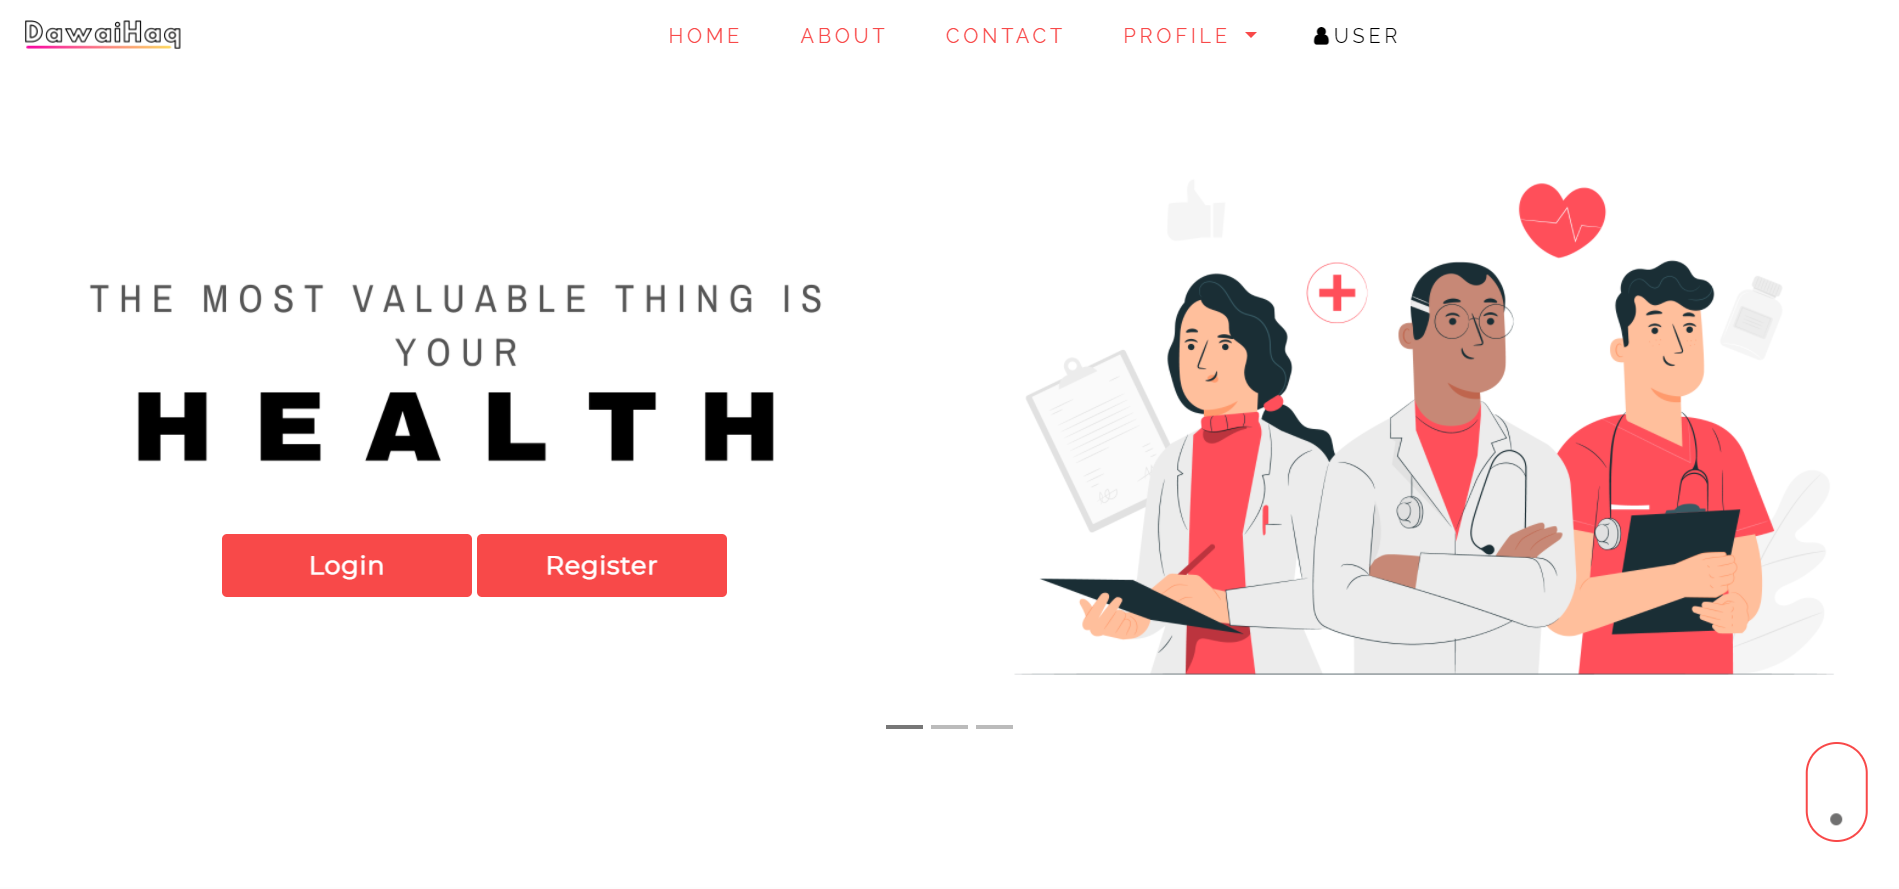 DawaiHaq
HOME ABOUT CONTACT PROFILE USER
THE MOST VALUABLE THING IS
YOUR
HEALTH
Login Register